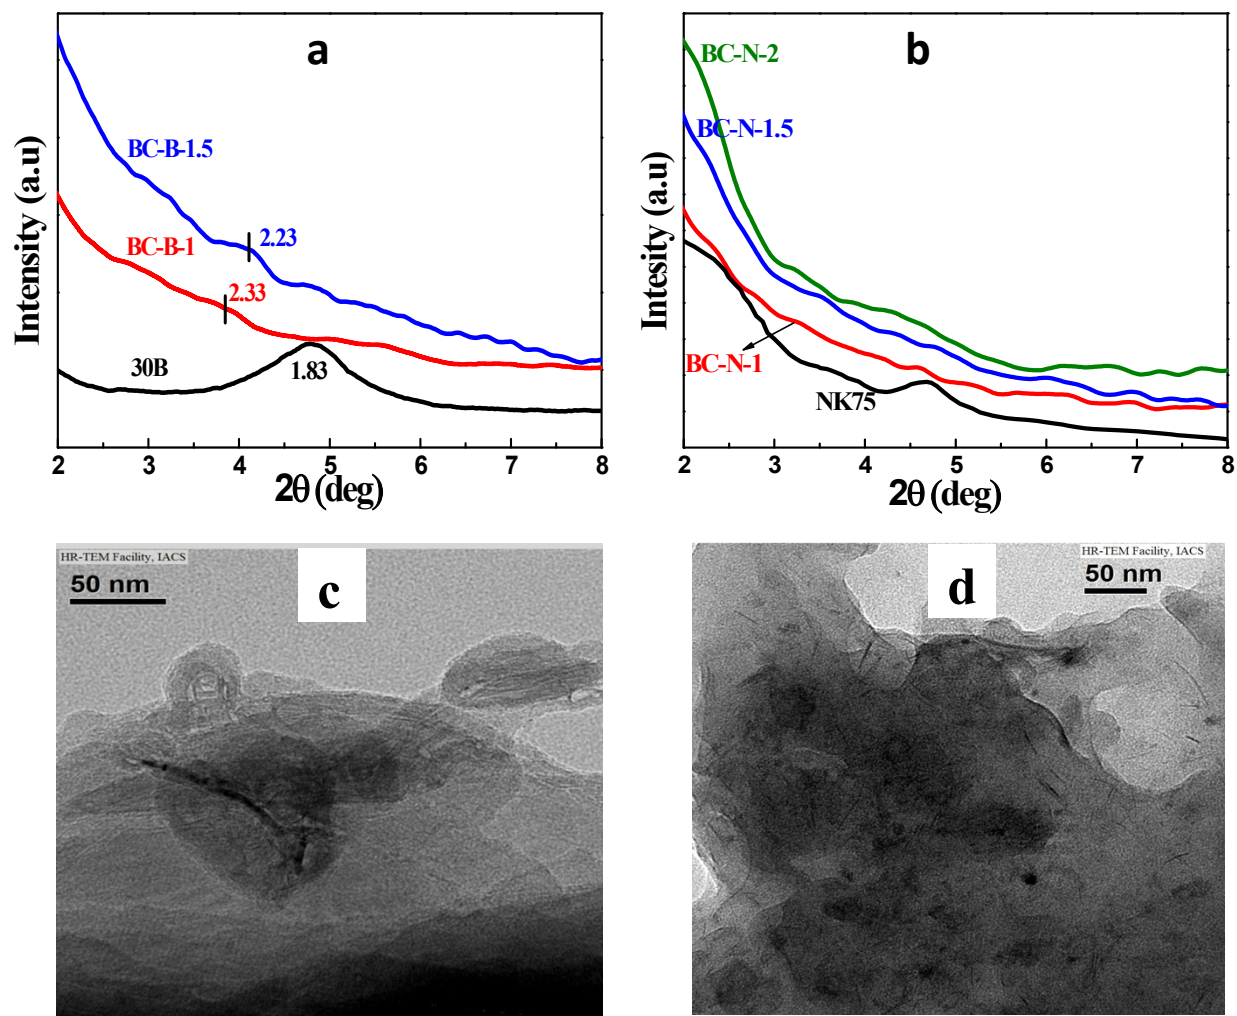 a
Intensity (a.u)
BC-B-1.5
2.23
BC-B-1
2.33
30B
1.83
2 3 4 5 6 7 8
2θ (deg)
b
Intesity (a.u)
BC-N-2
BC-N-1.5
BC-N-1
NK75
2 3 4 5 6 7 8
2θ (deg)
HR-TEM Facility, IACS
50 nm
c
HR-TEM Facility, IACS
50 nm
d